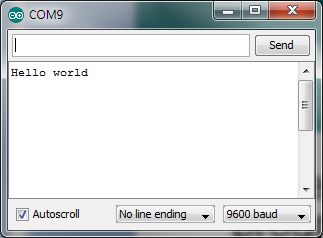 COM9
Send
Hello world
Autoscroll
No line ending
9600 baud